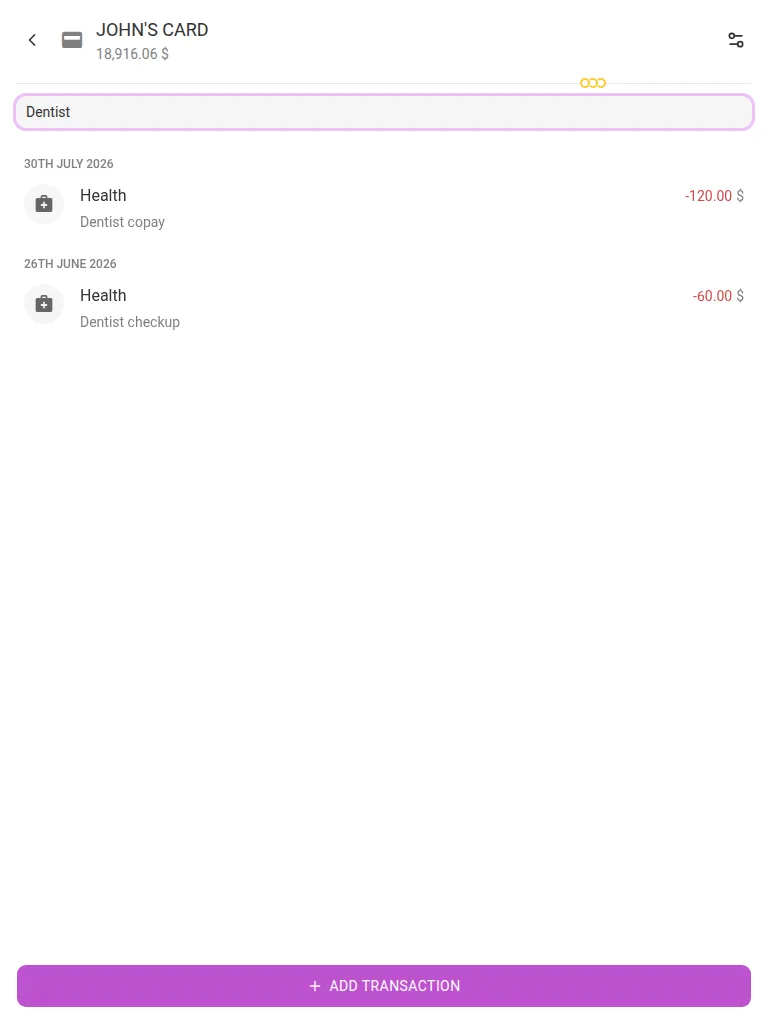 JOHN'S CARD
18,916.06 $
Dentist
30TH JULY 2026
Health
-120.00 $
Dentist copay
26TH JUNE 2026
Health
-60.00 $
Dentist checkup
+ ADD TRANSACTION